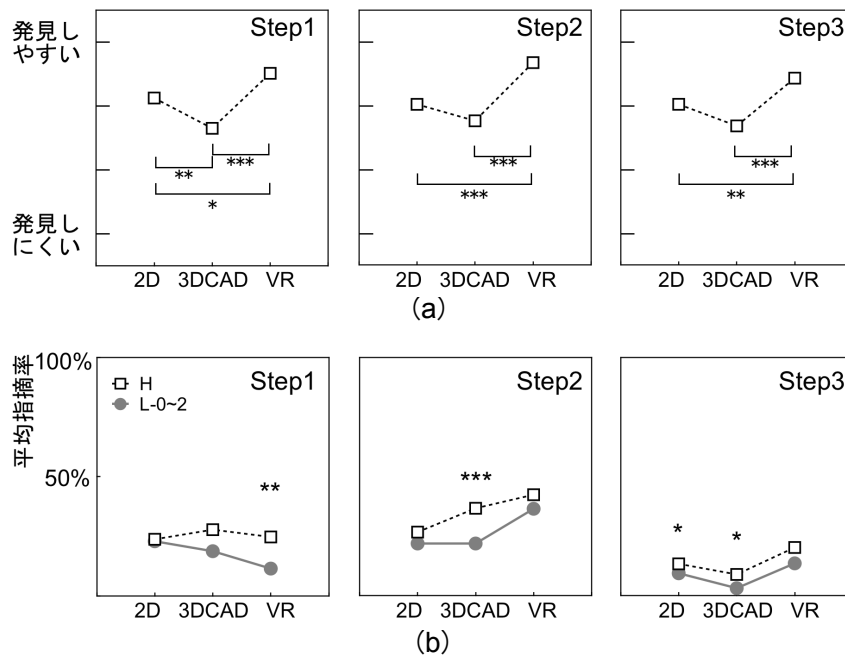 発見し
やすい
発見し
にくい
Step1
**
***
*
2D 3DCAD VR
Step2
***
***
2D 3DCAD VR
Step3
***
**
2D 3DCAD VR
(a)
平均指摘率
100%
50%
Step1
H
L-0~2
**
2D 3DCAD VR
Step2
***
2D 3DCAD VR
Step3
*
*
2D 3DCAD VR
(b)